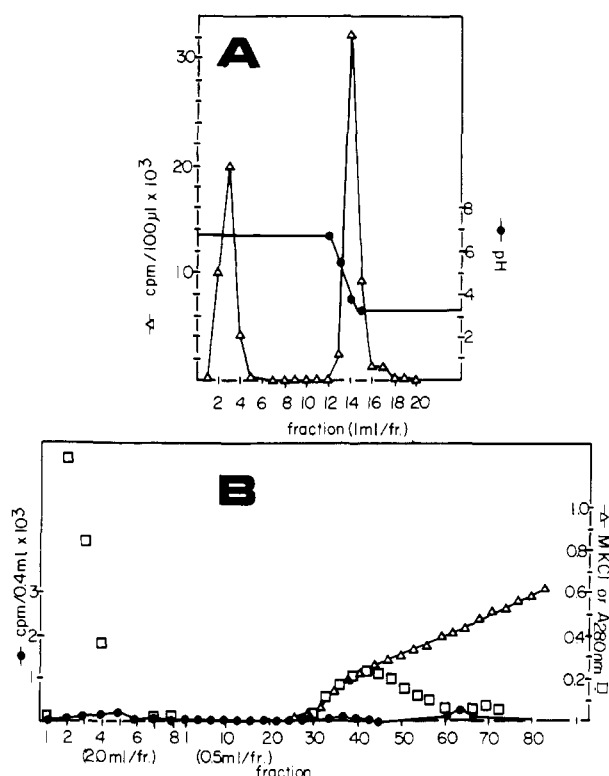 A
30
20
10
cpm/100μl x 10³
8
6
4
2
pH
2 4 6 8 10 12 14 16 18 20
fraction (1ml/fr.)
B
cpm/0.4ml x 10³
3
2
1
1.0
0.8
0.6
0.4
0.2
M KCl or A280nm
1 2 4 6 8 1 10 20 30 40 50 60 70 80
(2.0ml/fr.) (0.5ml/fr.)
fraction